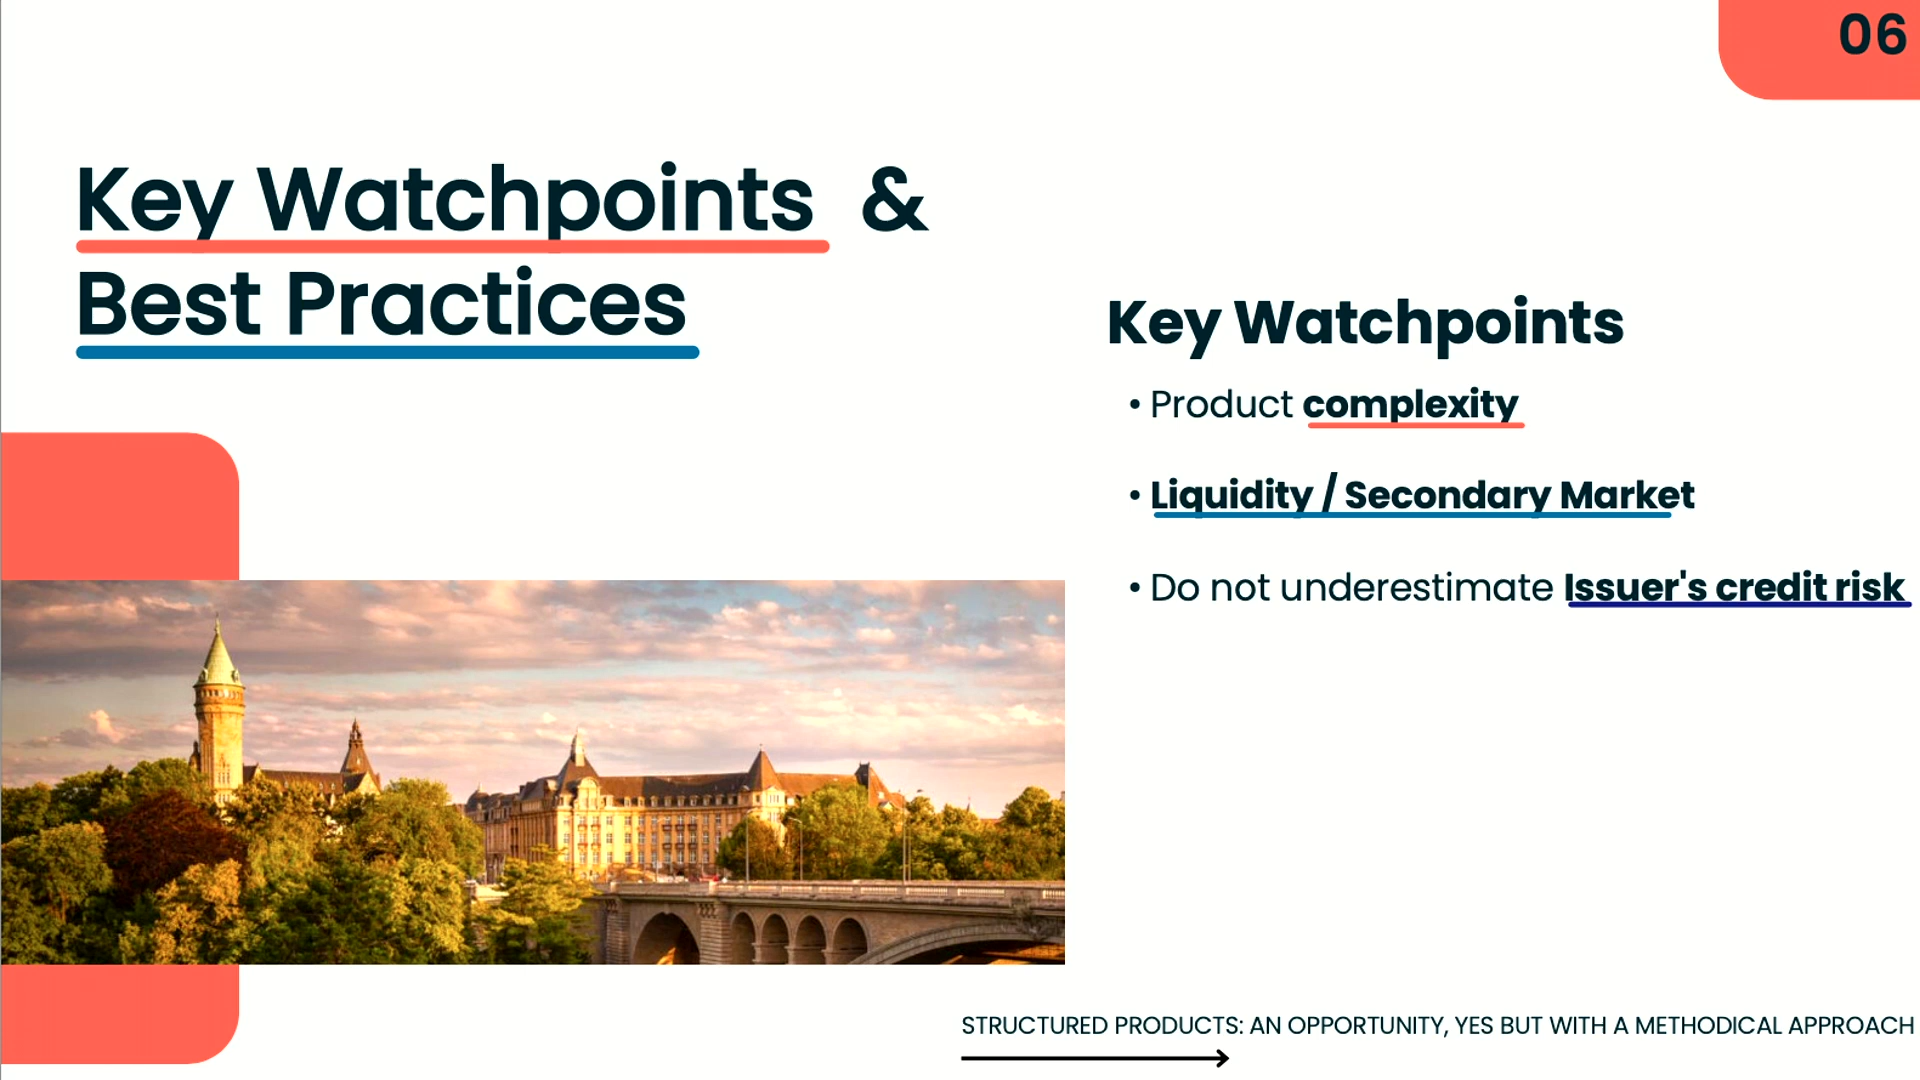 06
Key Watchpoints &
Best Practices
Key Watchpoints
• Product complexity
• Liquidity / Secondary Market
• Do not underestimate Issuer's credit risk
STRUCTURED PRODUCTS: AN OPPORTUNITY, YES BUT WITH A METHODICAL APPROACH